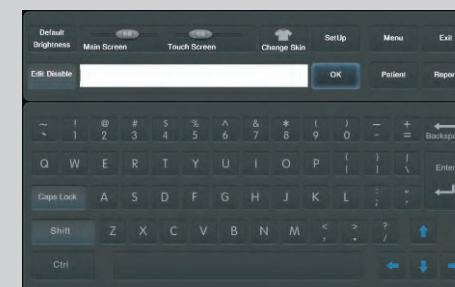 Default
Brightness Main Screen Touch Screen Change Skin SetUp Menu Exit
Edit Disable OK Patient Repor
~ ! @ # $ % ^ & * ( ) _ +
` 1 2 3 4 5 6 7 8 9 0 - = Backspa
Q W E R T Y U I O P { } |
[ ] \ Enter
Caps Lock A S D F G H J K L : "
; '
Shift Z X C V B N M < > ?
, . /
Ctrl